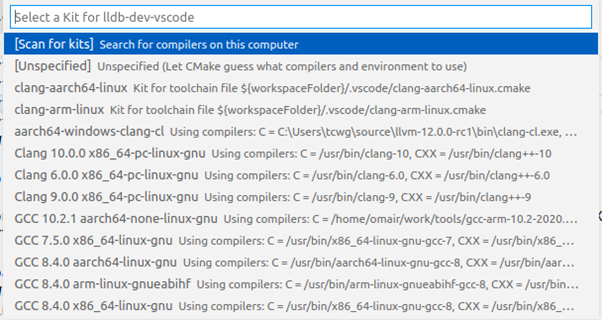 Select a Kit for lldb-dev-vscode
[Scan for kits] Search for compilers on this computer
[Unspecified] Unspecified (Let CMake guess what compilers and environment to use)
clang-aarch64-linux Kit for toolchain file ${workspaceFolder}/.vscode/clang-aarch64-linux.cmake
clang-arm-linux Kit for toolchain file ${workspaceFolder}/.vscode/clang-arm-linux.cmake
aarch64-windows-clang-cl Using compilers: C = C:\Users\tcwg\source\llvm-12.0.0-rc1\bin\clang-cl.exe, ...
Clang 10.0.0 x86_64-pc-linux-gnu Using compilers: C = /usr/bin/clang-10, CXX = /usr/bin/clang++-10
Clang 6.0.0 x86_64-pc-linux-gnu Using compilers: C = /usr/bin/clang-6.0, CXX = /usr/bin/clang++-6.0
Clang 9.0.0 x86_64-pc-linux-gnu Using compilers: C = /usr/bin/clang-9, CXX = /usr/bin/clang++-9
GCC 10.2.1 aarch64-none-linux-gnu Using compilers: C = /home/omair/work/tools/gcc-arm-10.2-2020....
GCC 7.5.0 x86_64-linux-gnu Using compilers: C = /usr/bin/x86_64-linux-gnu-gcc-7, CXX = /usr/bin/x86_...
GCC 8.4.0 aarch64-linux-gnu Using compilers: C = /usr/bin/aarch64-linux-gnu-gcc-8, CXX = /usr/bin/aar...
GCC 8.4.0 arm-linux-gnueabihf Using compilers: C = /usr/bin/arm-linux-gnueabihf-gcc-8, CXX = /usr/bin/...
GCC 8.4.0 x86_64-linux-gnu Using compilers: C = /usr/bin/x86_64-linux-gnu-gcc-8, CXX = /usr/bin/x86_...